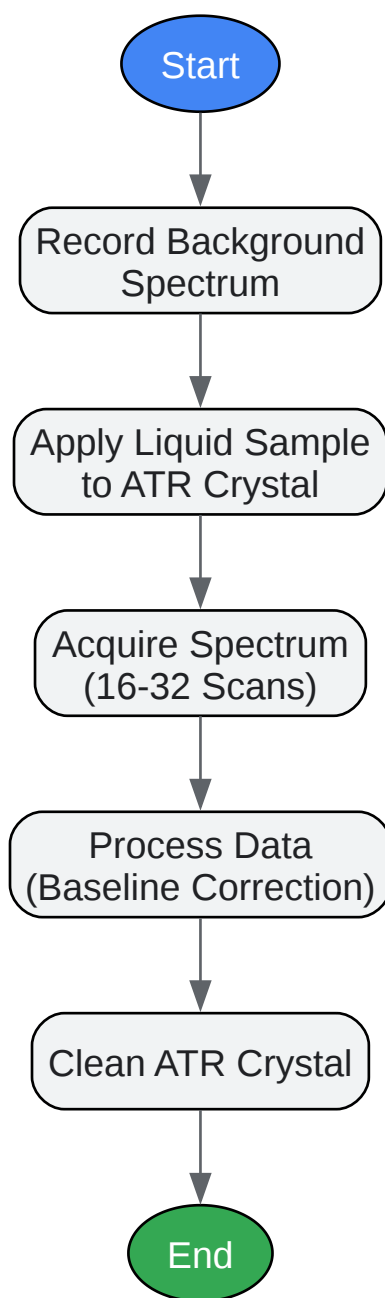 Start
Record Background
Spectrum
Apply Liquid Sample
to ATR Crystal
Acquire Spectrum
(16-32 Scans)
Process Data
(Baseline Correction)
Clean ATR Crystal
End